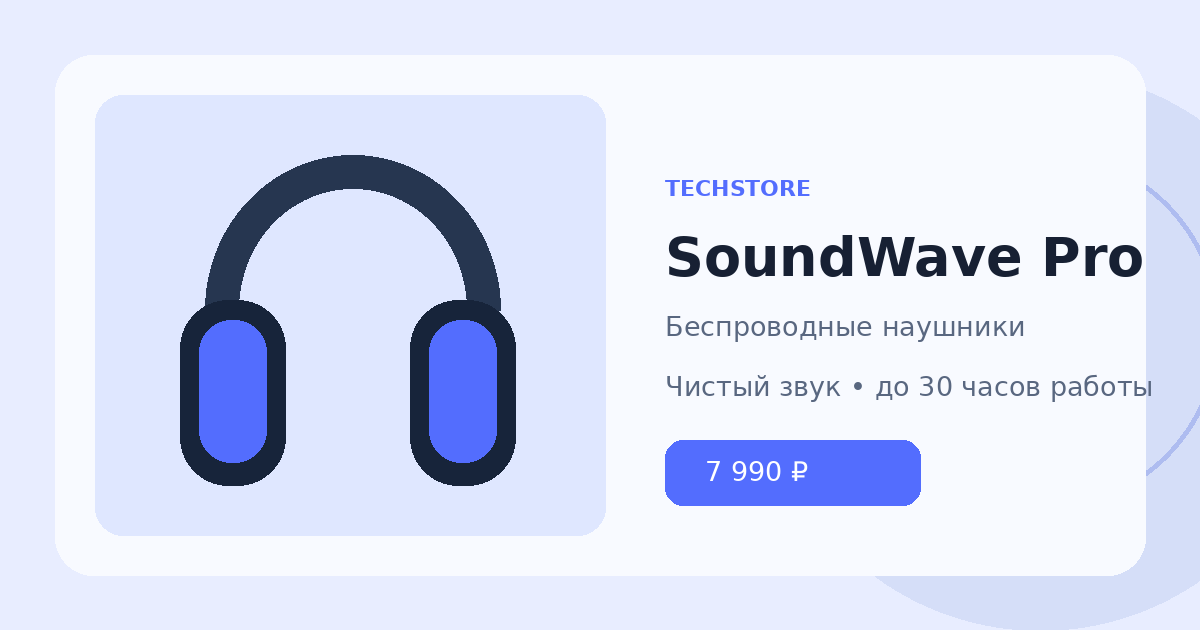 TECHSTORE
SoundWave Pro
Беспроводные наушники
Чистый звук • до 30 часов работы
7 990 ₽